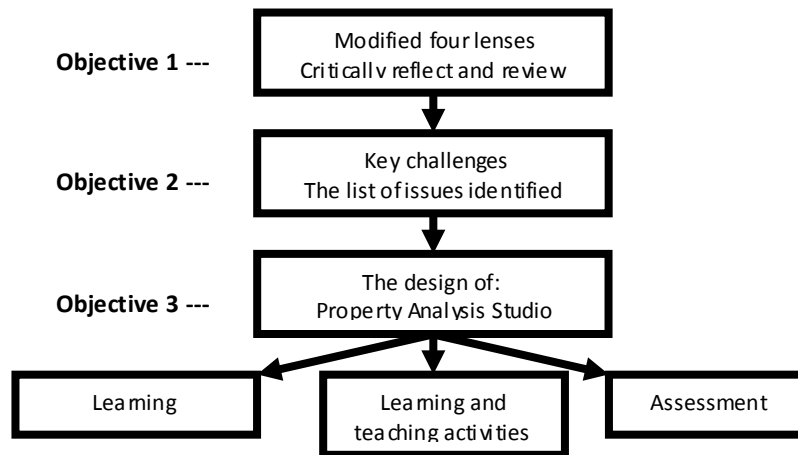 Objective 1 ---
Modified four lenses
Critically reflect and review
Objective 2 ---
Key challenges
The list of issues identified
Objective 3 ---
The design of:
Property Analysis Studio
Learning
Learning and
teaching activities
Assessment